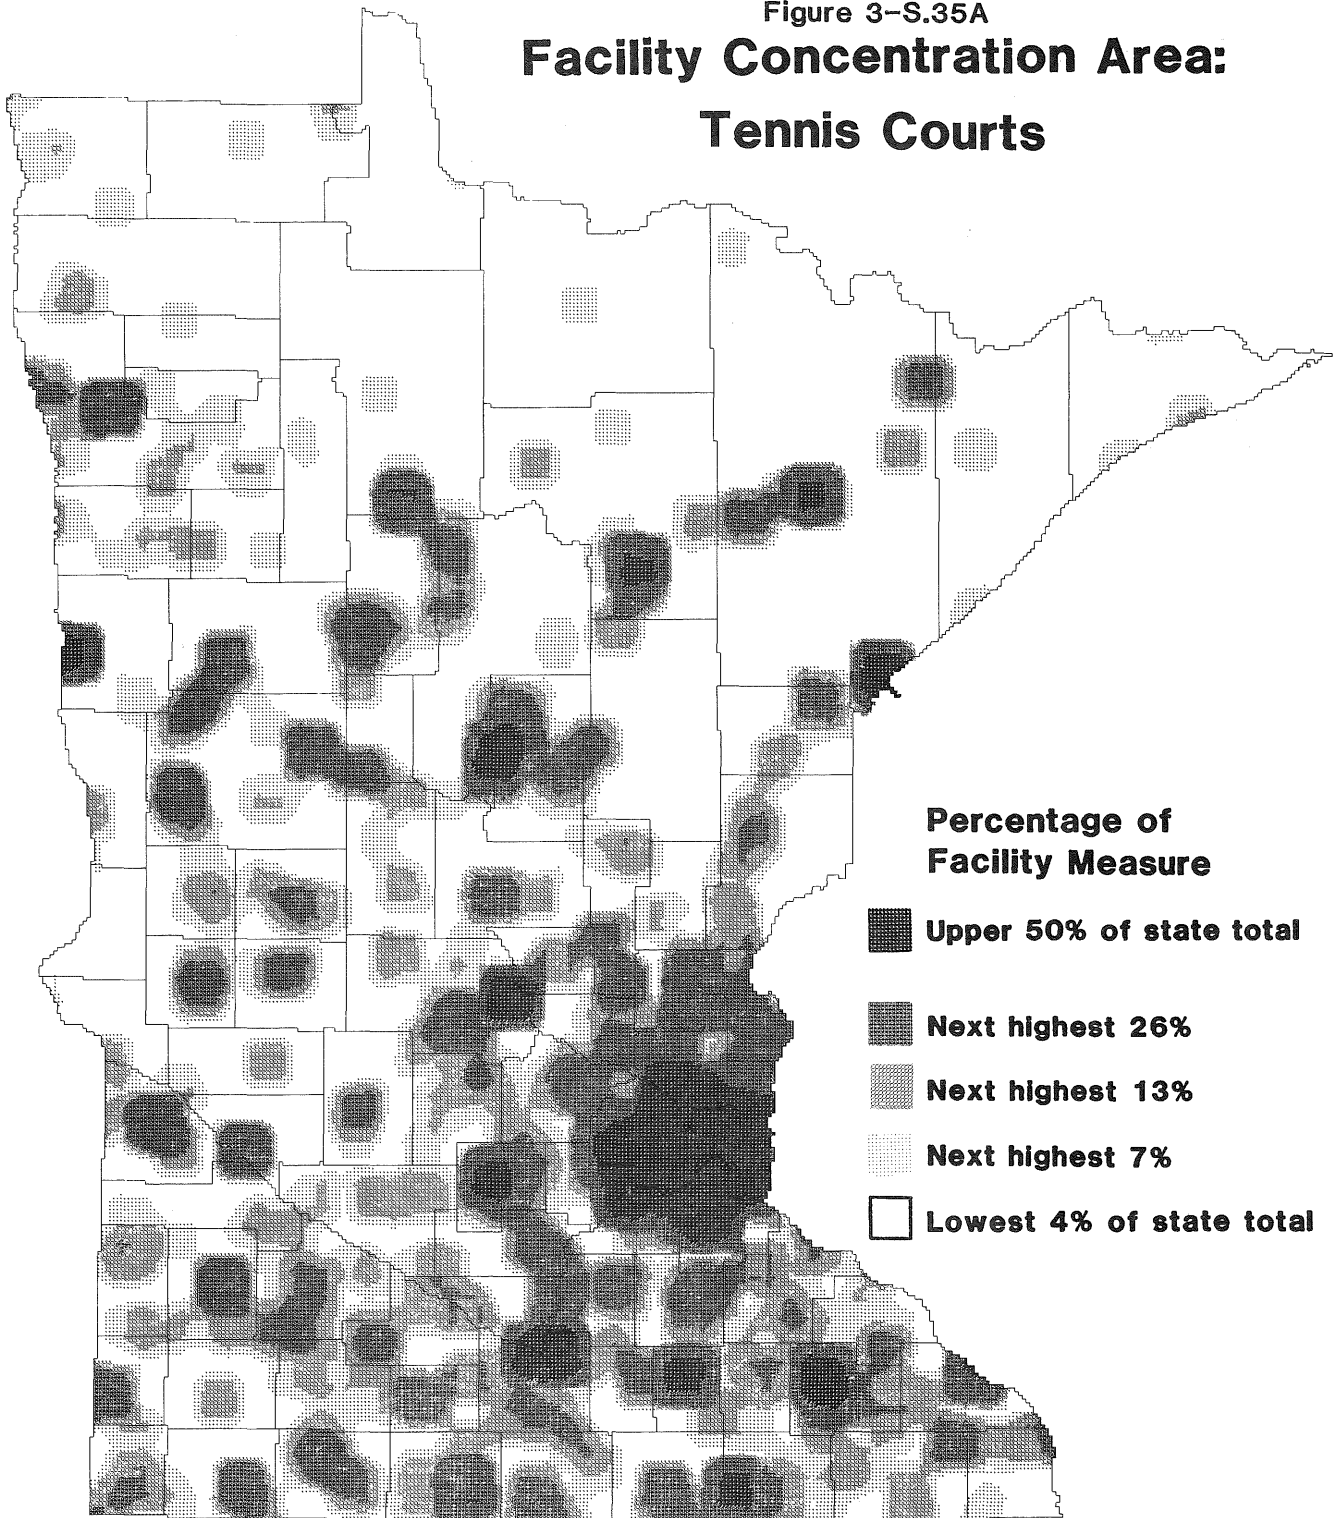 Figure 3-S.35A
Facility Concentration Area:
Tennis Courts
Percentage of
Facility Measure
Upper 50% of state total
Next highest 26%
Next highest 13%
Next highest 7%
Lowest 4% of state total